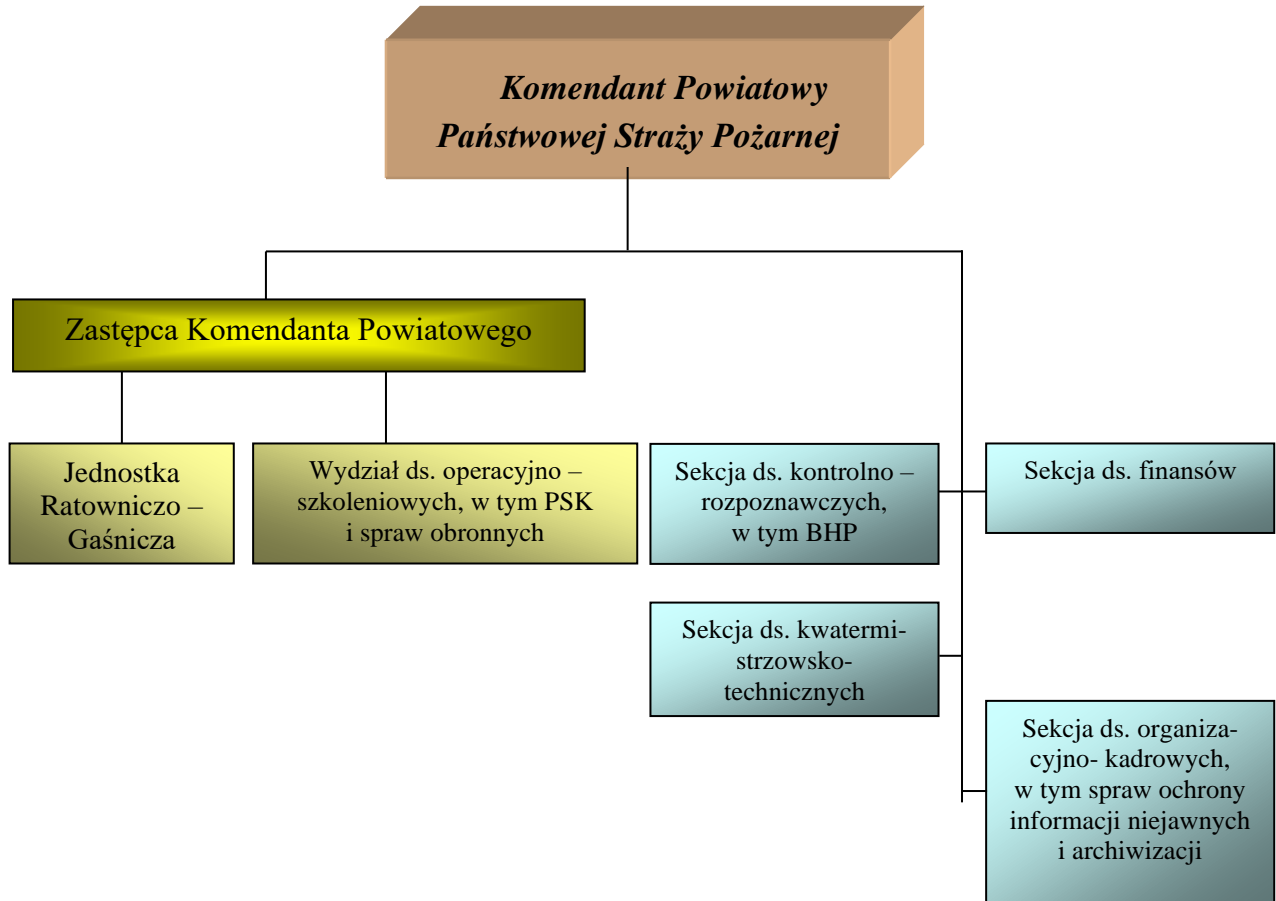 Komendant Powiatowy
Państwowej Straży Pożarnej
Zastępca Komendanta Powiatowego
Jednostka
Ratowniczo –
Gaśnicza
Wydział ds. operacyjno –
szkoleniowych, w tym PSK
i spraw obronnych
Sekcja ds. kontrolno –
rozpoznawczych,
w tym BHP
Sekcja ds. finansów
Sekcja ds. kwatermi-
strzowsko-
technicznych
Sekcja ds. organiza-
cyjno- kadrowych,
w tym spraw ochrony
informacji niejawnych
i archiwizacji